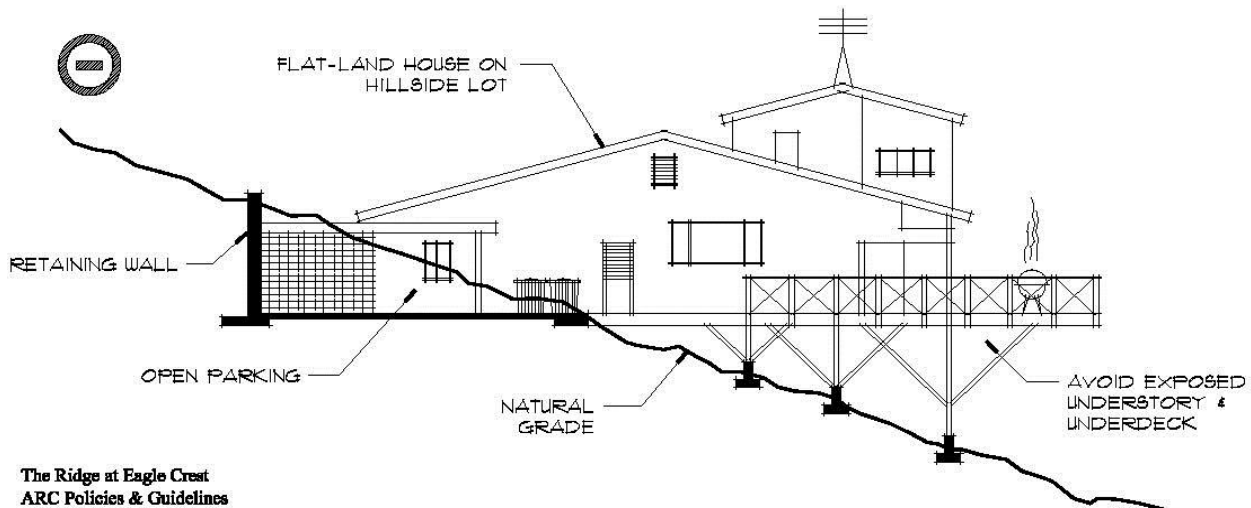 FLAT-LAND HOUSE ON
HILLSIDE LOT
RETAINING WALL
OPEN PARKING
NATURAL
GRADE
AVOID EXPOSED
UNDERSTORY &
UNDERDECK
The Ridge at Eagle Crest
ARC Policies & Guidelines